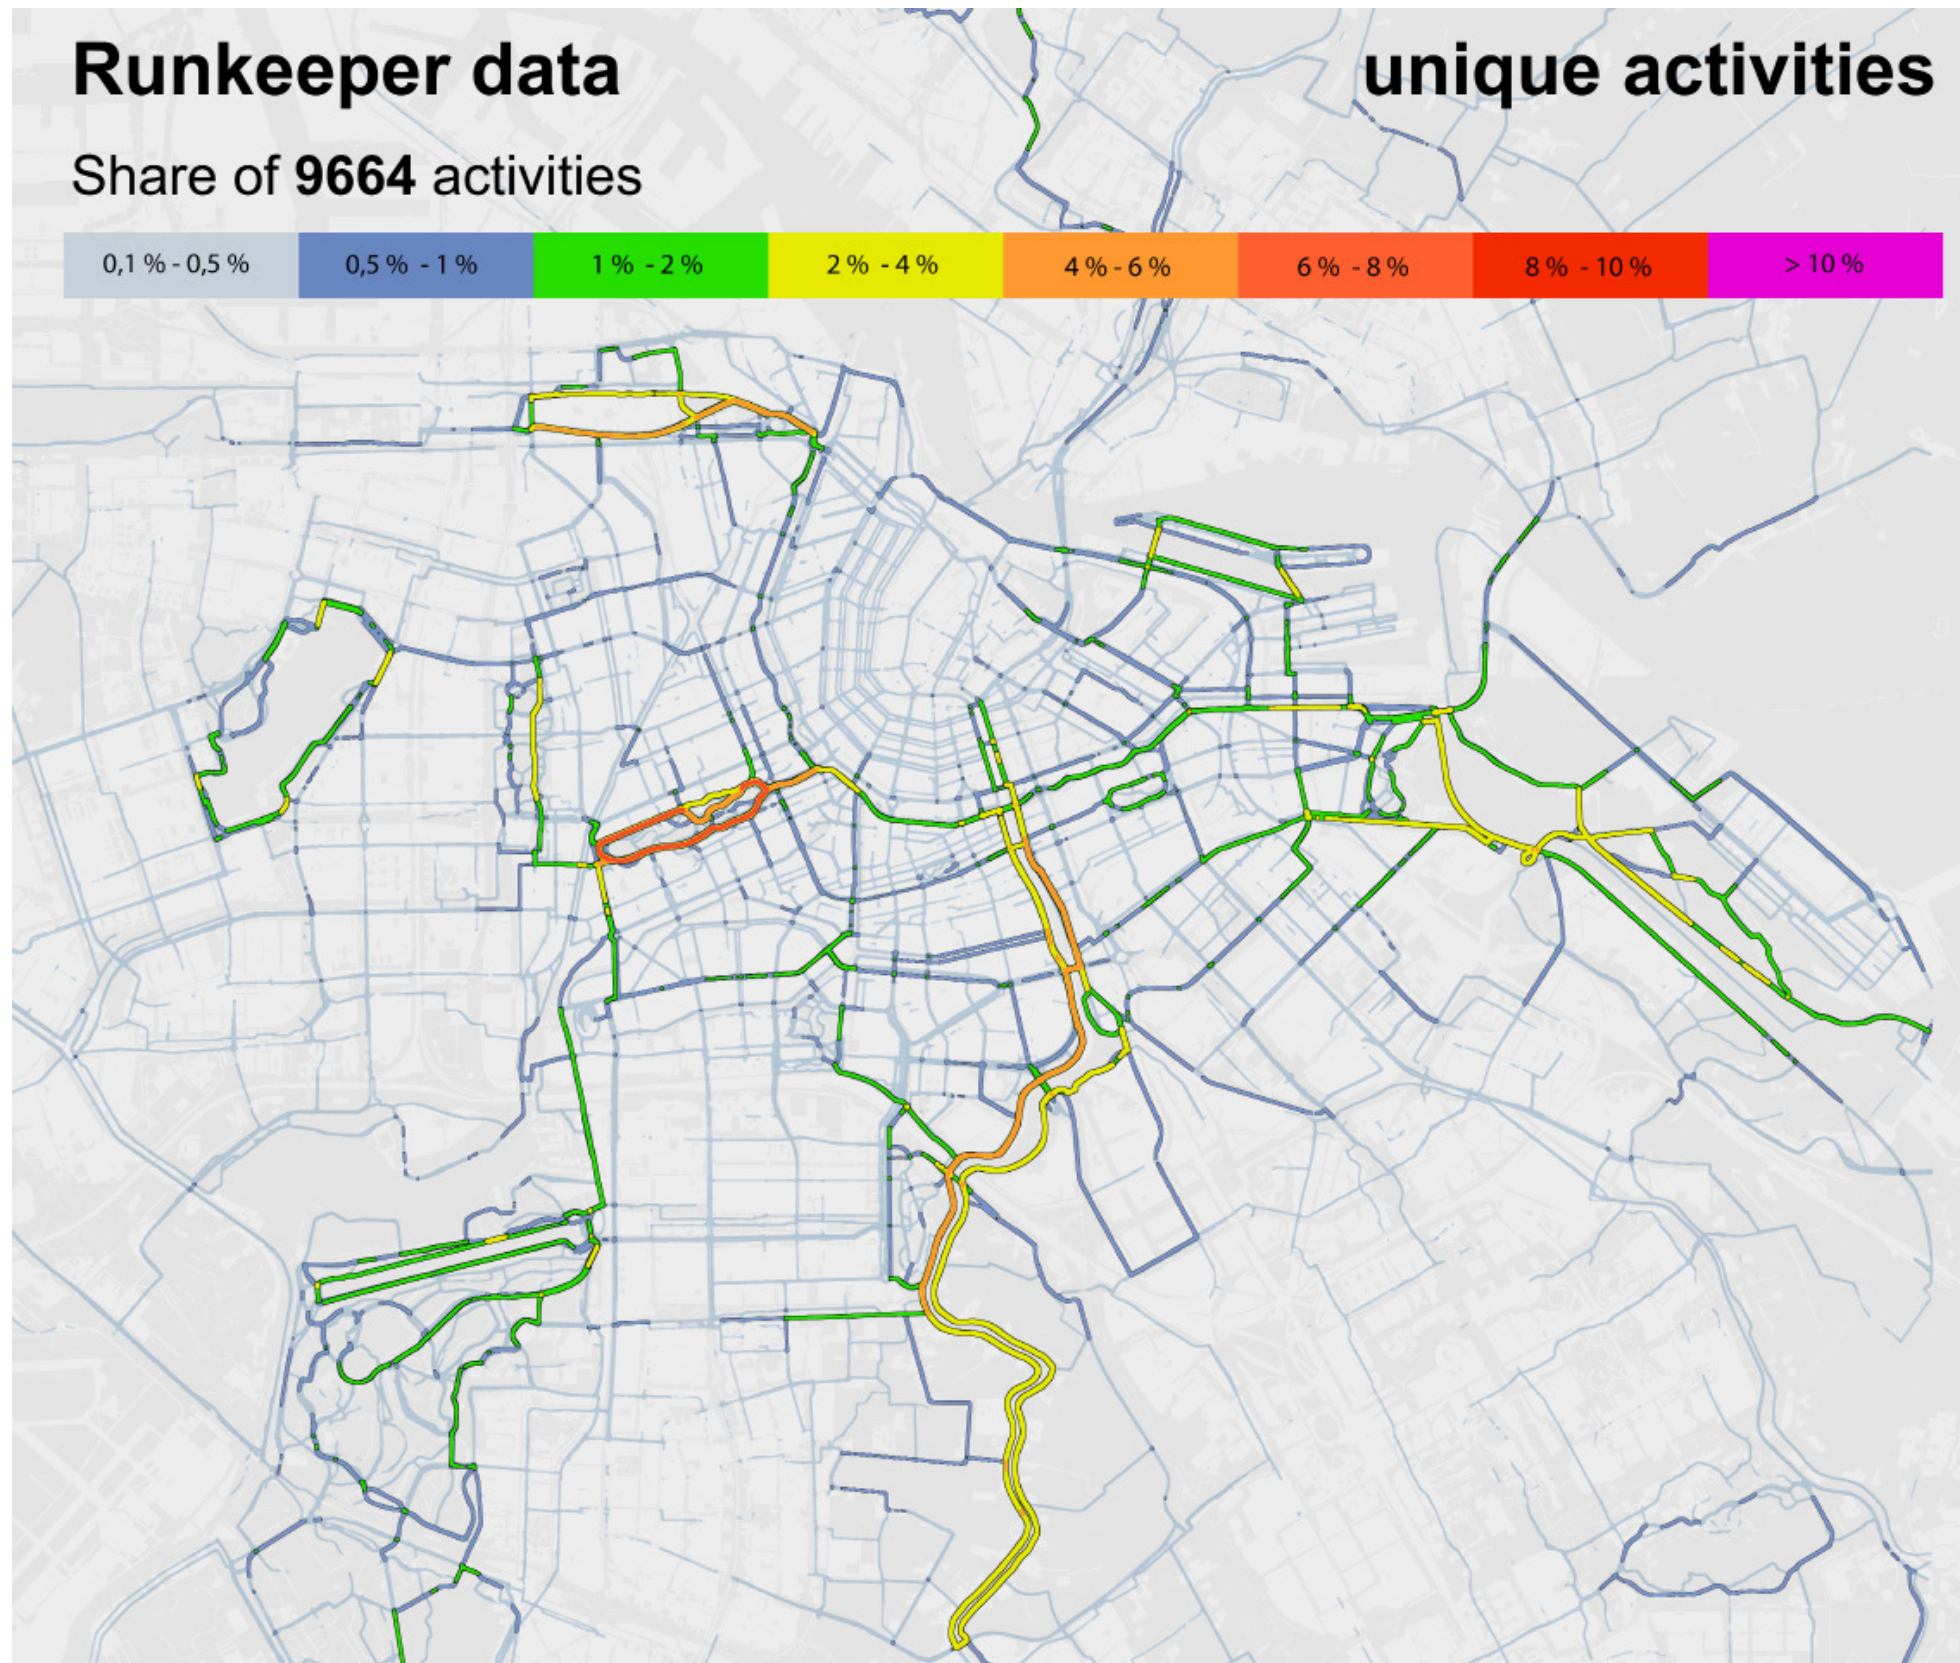 Runkeeper data
unique activities
Share of 9664 activities
0,1 % - 0,5 %
0,5 % - 1 %
1 % - 2 %
2 % - 4 %
4 % - 6 %
6 % - 8 %
8 % - 10 %
> 10 %